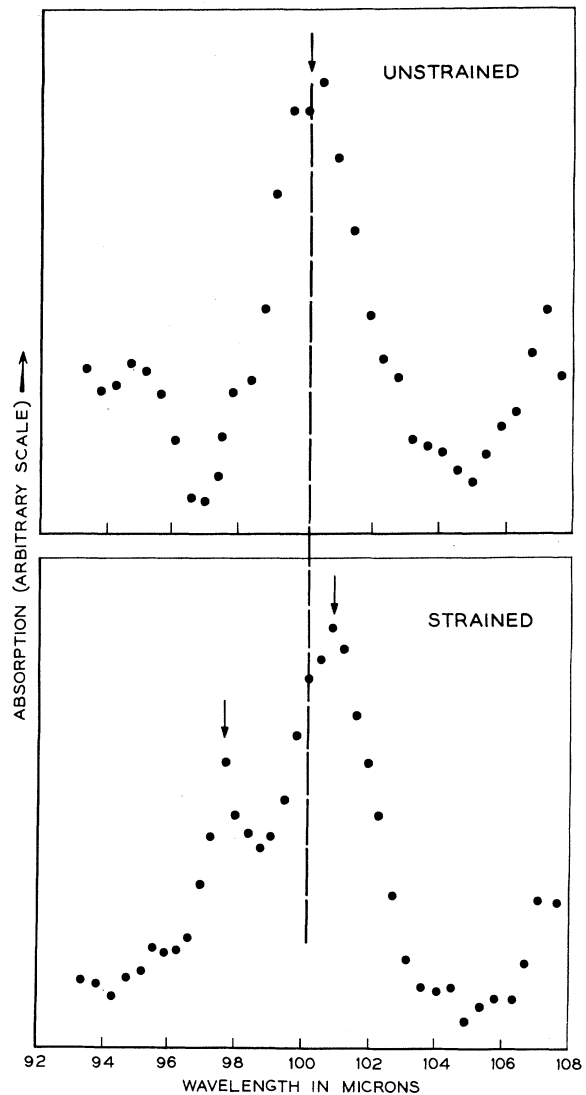 UNSTRAINED
ABSORPTION (ARBITRARY SCALE)
STRAINED
92 94 96 98 100 102 104 106 108
WAVELENGTH IN MICRONS